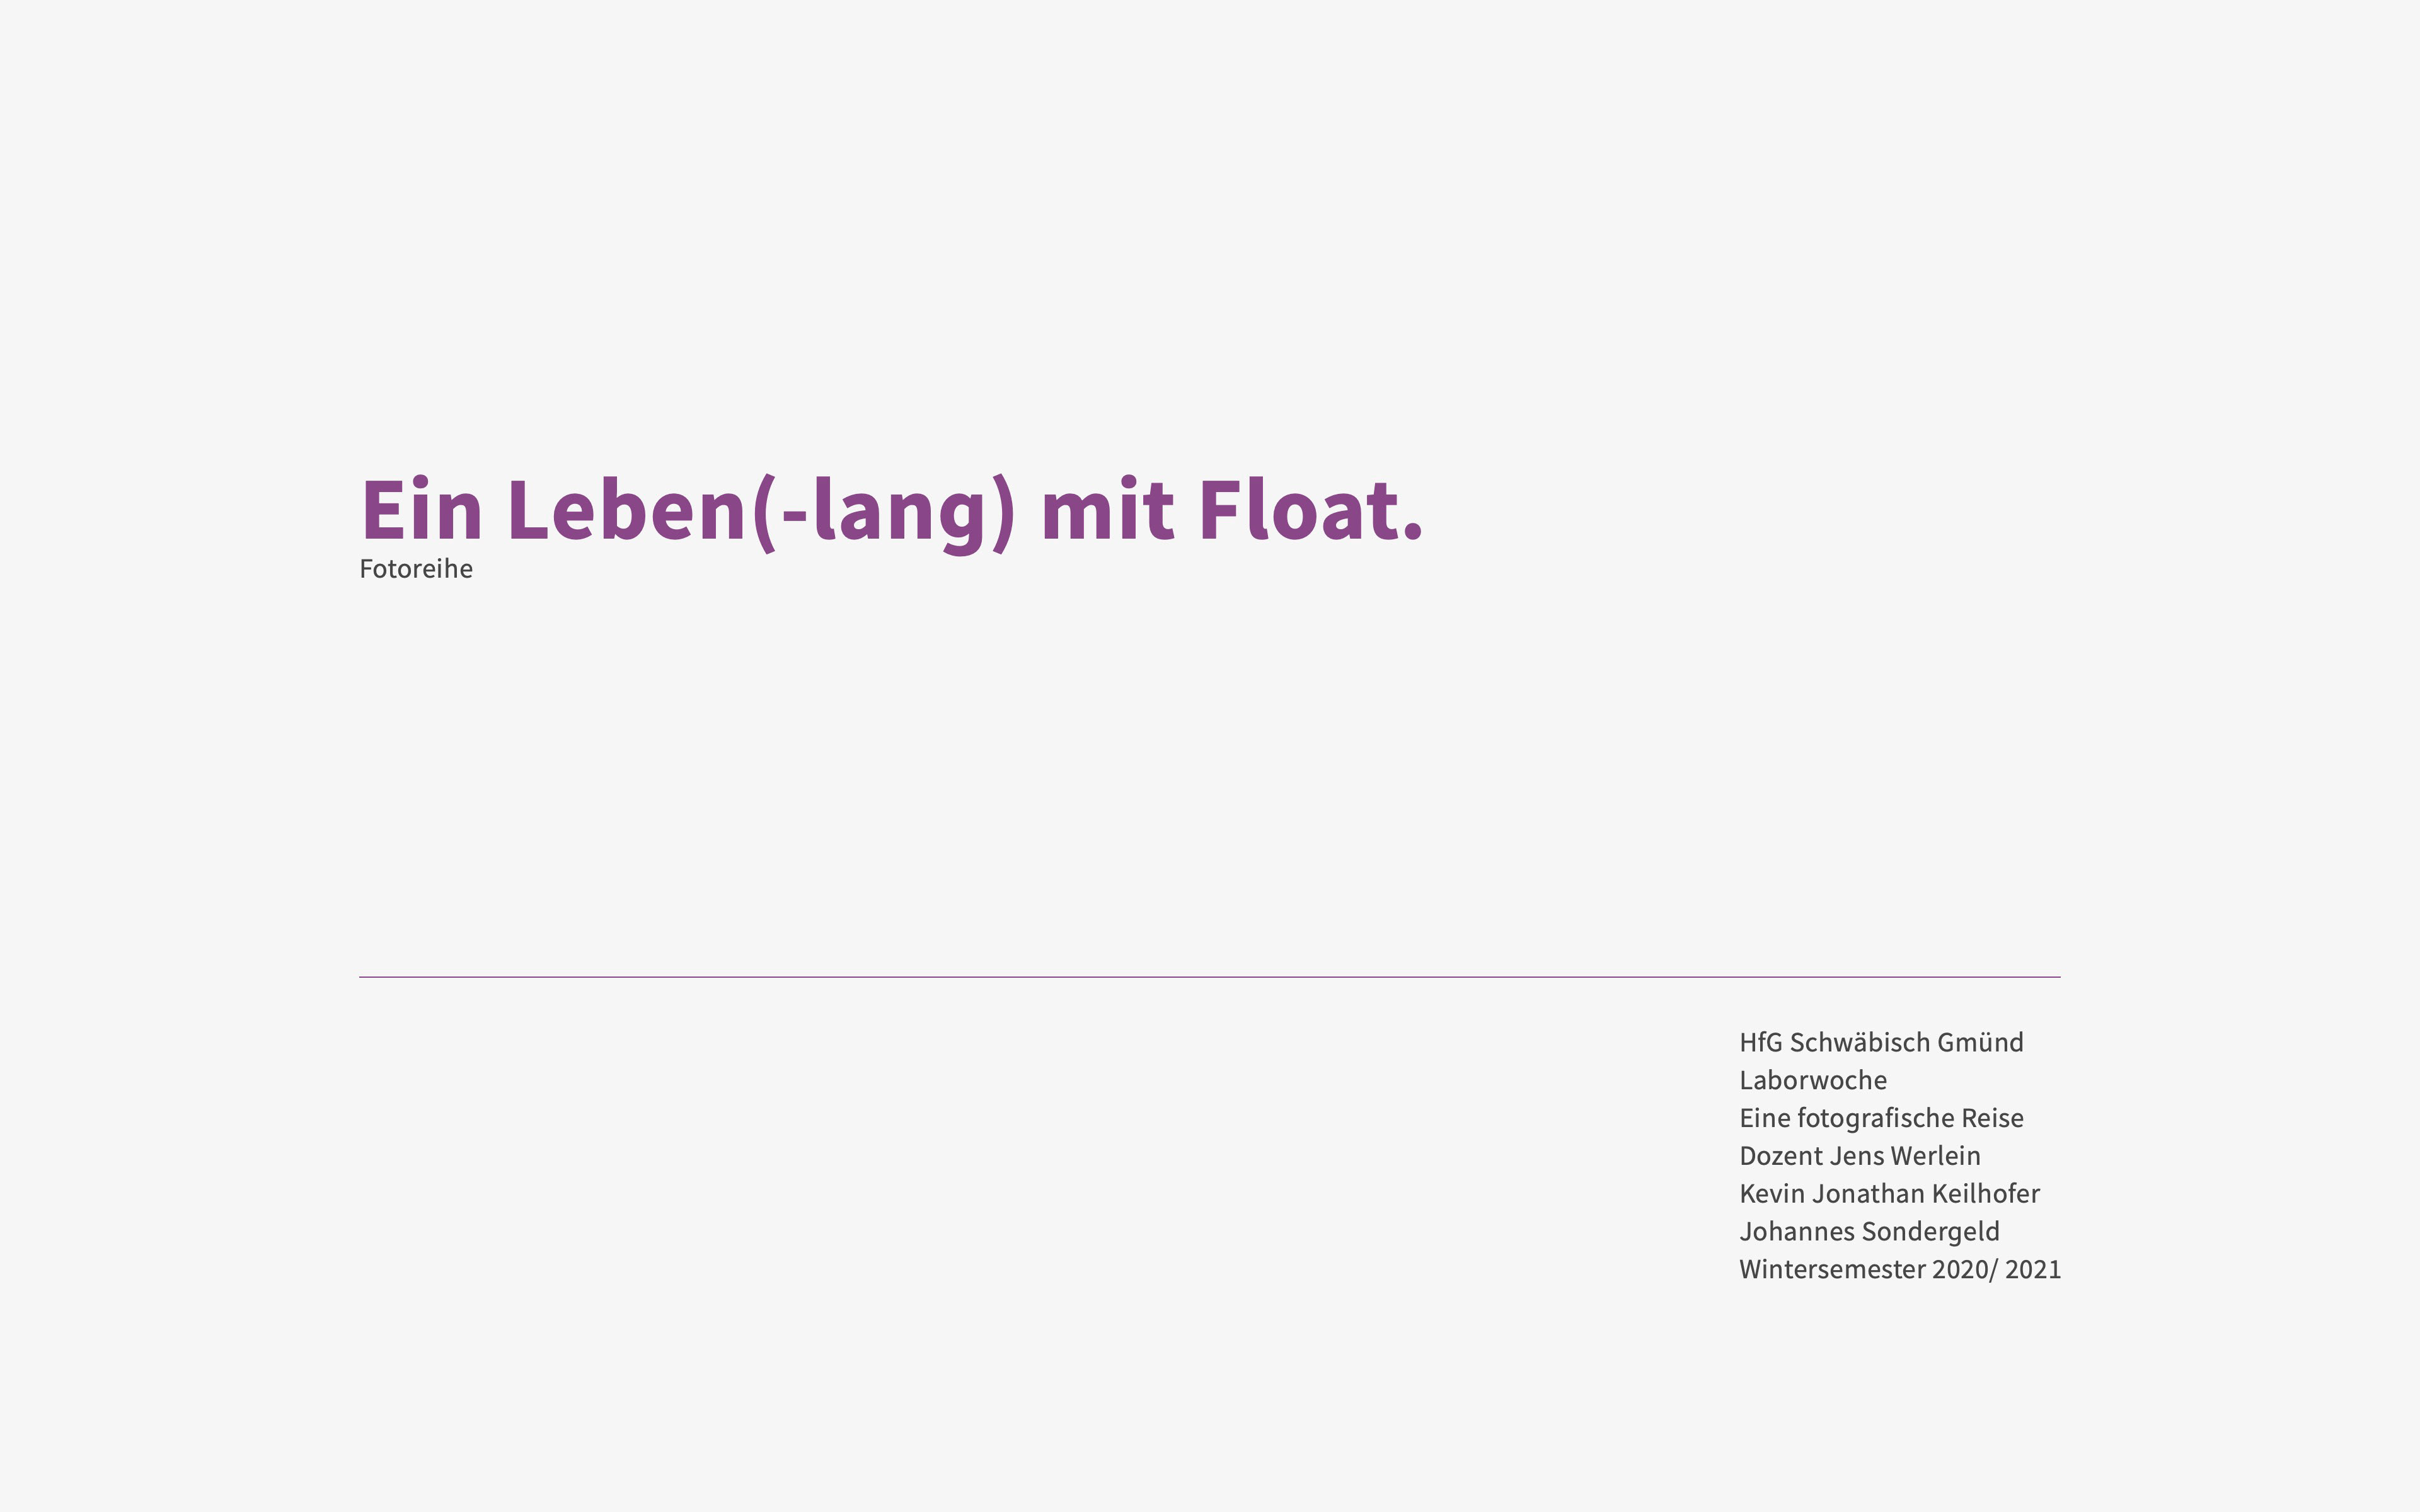 Ein Leben(-lang) mit Float.
Fotoreihe
HfG Schwäbisch Gmünd
Laborwoche
Eine fotografische Reise
Dozent Jens Werlein
Kevin Jonathan Keilhofer
Johannes Sondergeld
Wintersemester 2020/ 2021